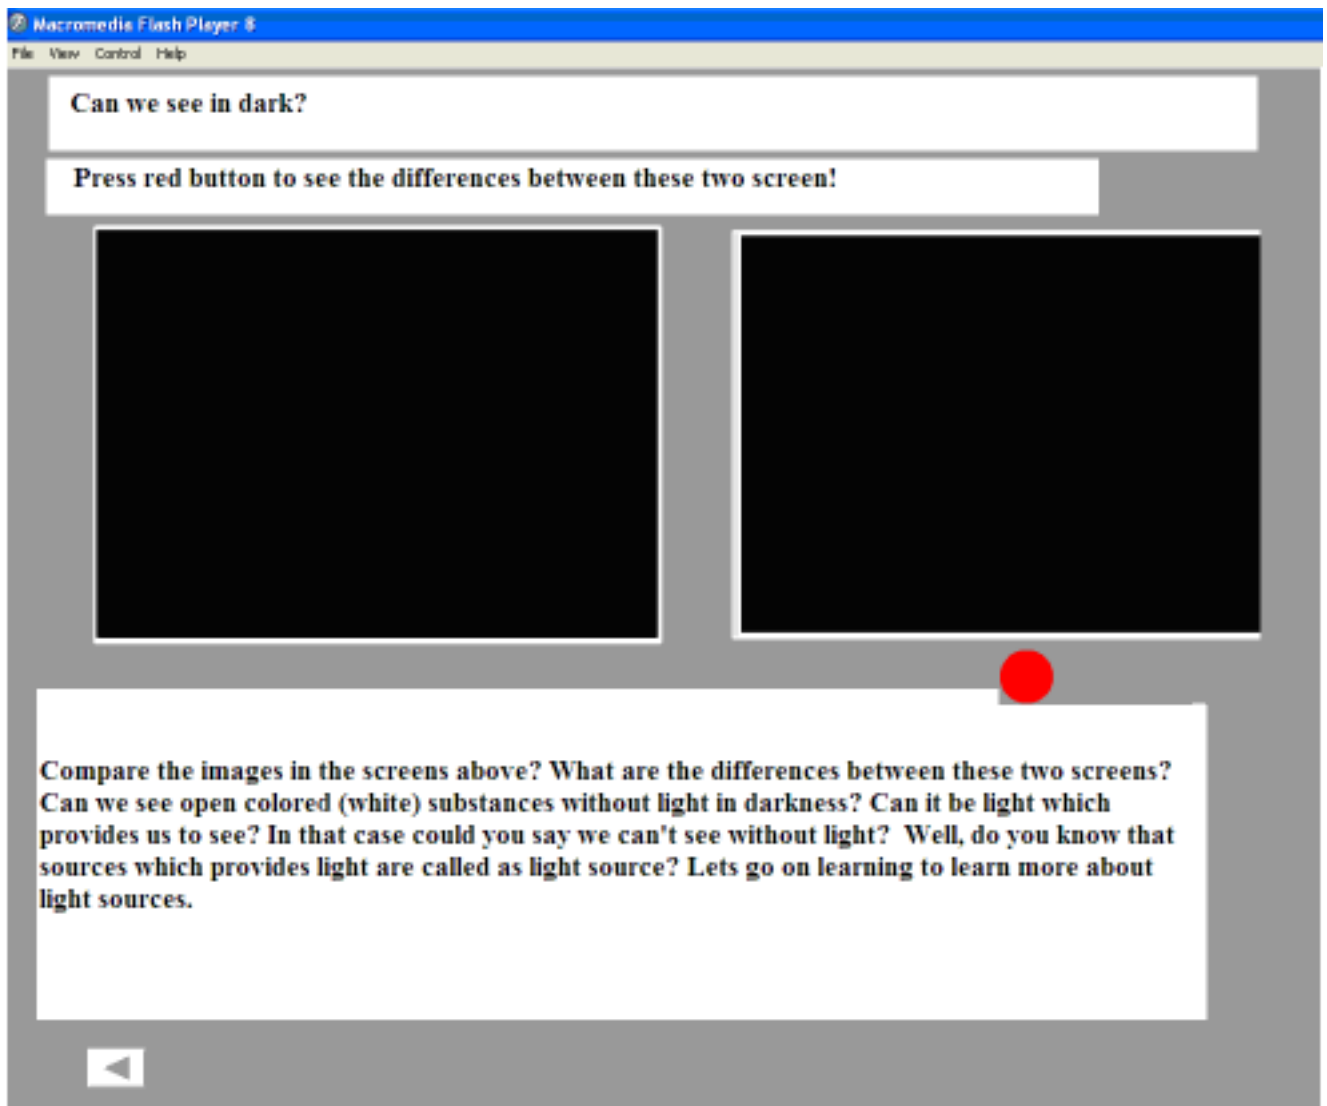 Macromedia Flash Player 8
File View Control Help
Can we see in dark?
Press red button to see the differences between these two screen!
Compare the images in the screens above? What are the differences between these two screens?
Can we see open colored (white) substances without light in darkness? Can it be light which
provides us to see? In that case could you say we can't see without light? Well, do you know that
sources which provides light are called as light source? Lets go on learning to learn more about
light sources.